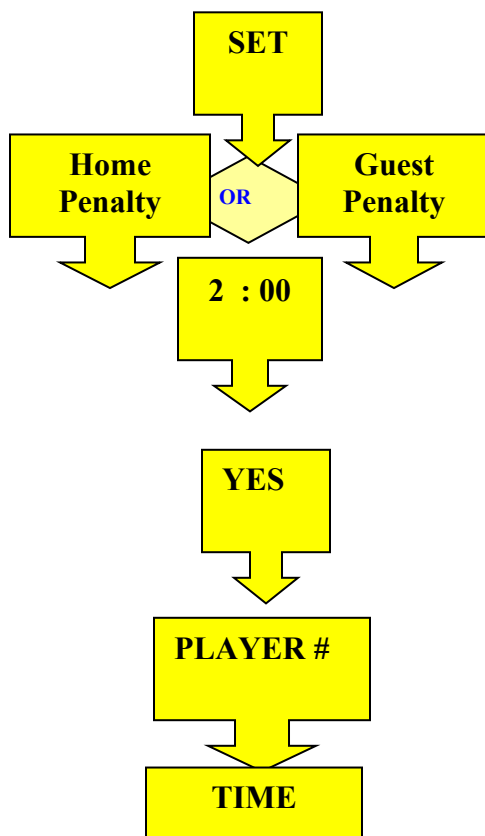 SET
Home
Penalty
OR
Guest
Penalty
2 : 00
YES
PLAYER #
TIME